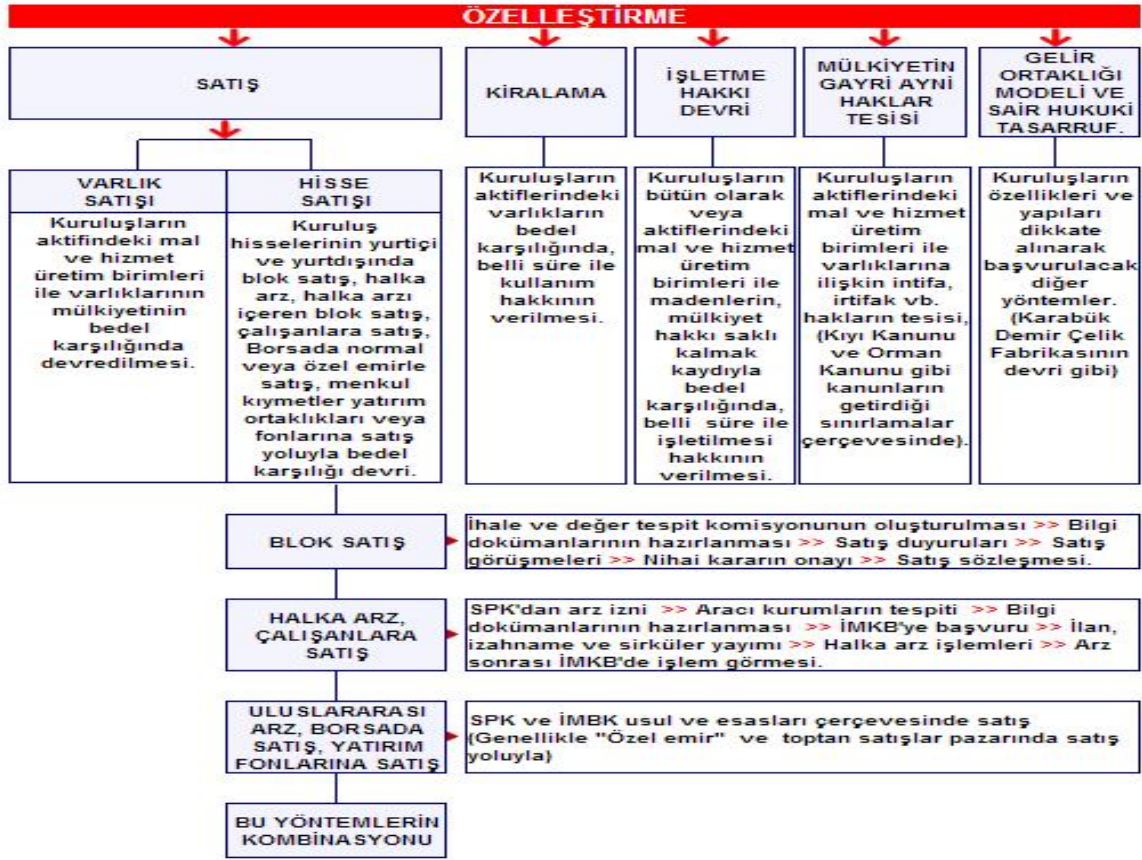 ÖZELLEŞTİRME
SATIŞ
KİRALAMA
İŞLETME
HAKKI
DEVRİ
MÜLKİYETİN
GAYRİ AYNİ
HAKLAR
TESİSİ
GELİR
ORTAKLIĞI
MODELİ VE
SAİR HUKUKİ
TASARRUF.
VARLIK
SATIŞI
Kuruluşların
aktifindeki mal
ve hizmet
üretim birimleri
ile varlıklarının
mülkiyetinin
bedel
karşılığında
devredilmesi.
HİSSE
SATIŞI
Kuruluş
hisselerinin yurtiçi
ve yurtdışında
blok satış, halka
arz, halka arzı
içeren blok satış,
çalışanlara satış,
Borsada normal
veya özel emirle
satış, menkul
kıymetler yatırım
ortaklıkları veya
fonlarına satış
yoluyla bedel
karşılığı devri.
Kuruluşların
aktiflerindeki
varlıkların
bedel
karşılığında,
belli süre ile
kullanım
hakkının
verilmesi.
Kuruluşların
bütün olarak
veya
aktiflerindeki
mal ve hizmet
üretim
birimleri ile
madenlerin,
mülkiyet
hakkı saklı
kalmak
kaydıyla
bedel
karşılığında,
belli süre ile
işletilmesi
hakkının
verilmesi.
Kuruluşların
aktiflerindeki
mal ve hizmet
üretim
birimleri ile
varlıklarına
ilişkin intifa,
irtifak vb.
hakların tesisi,
(Kıyı Kanunu
ve Orman
Kanunu gibi
kanunların
getirdiği
sınırlamalar
çerçevesinde).
Kuruluşların
özellikleri ve
yapıları
dikkate
alınarak
başvurulacak
diğer
yöntemler.
(Karabük
Demir Çelik
Fabrikasının
devri gibi)
BLOK SATIŞ
İhale ve değer tespit komisyonunun oluşturulması >> Bilgi
dokümanlarının hazırlanması >> Satış duyuruları >> Satış
görüşmeleri >> Nihai kararın onayı >> Satış sözleşmesi.
HALKA ARZ,
ÇALIŞANLARA
SATIŞ
SPK'dan arz izni >> Aracı kurumların tespiti >> Bilgi
dokümanlarının hazırlanması >> İMKB'ye başvuru >> İlan,
izahname ve sirküler yayımı >> Halka arz işlemleri >> Arz
sonrası İMKB'de işlem görmesi.
ULUSLARARASI
ARZ, BORSADA
SATIŞ, YATIRIM
FONLARINA SATIŞ
SPK ve İMBK usul ve esasları çerçevesinde satış
(Genellikle "Özel emir" ve toptan satışlar pazarında satış
yoluyla)
BU YÖNTEMLERİN
KOMBİNASYONU